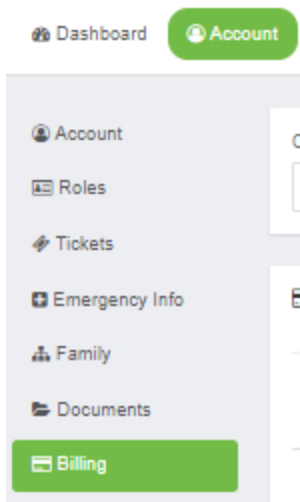 Dashboard Account
Account
Roles
Tickets
Emergency Info
Family
Documents
Billing